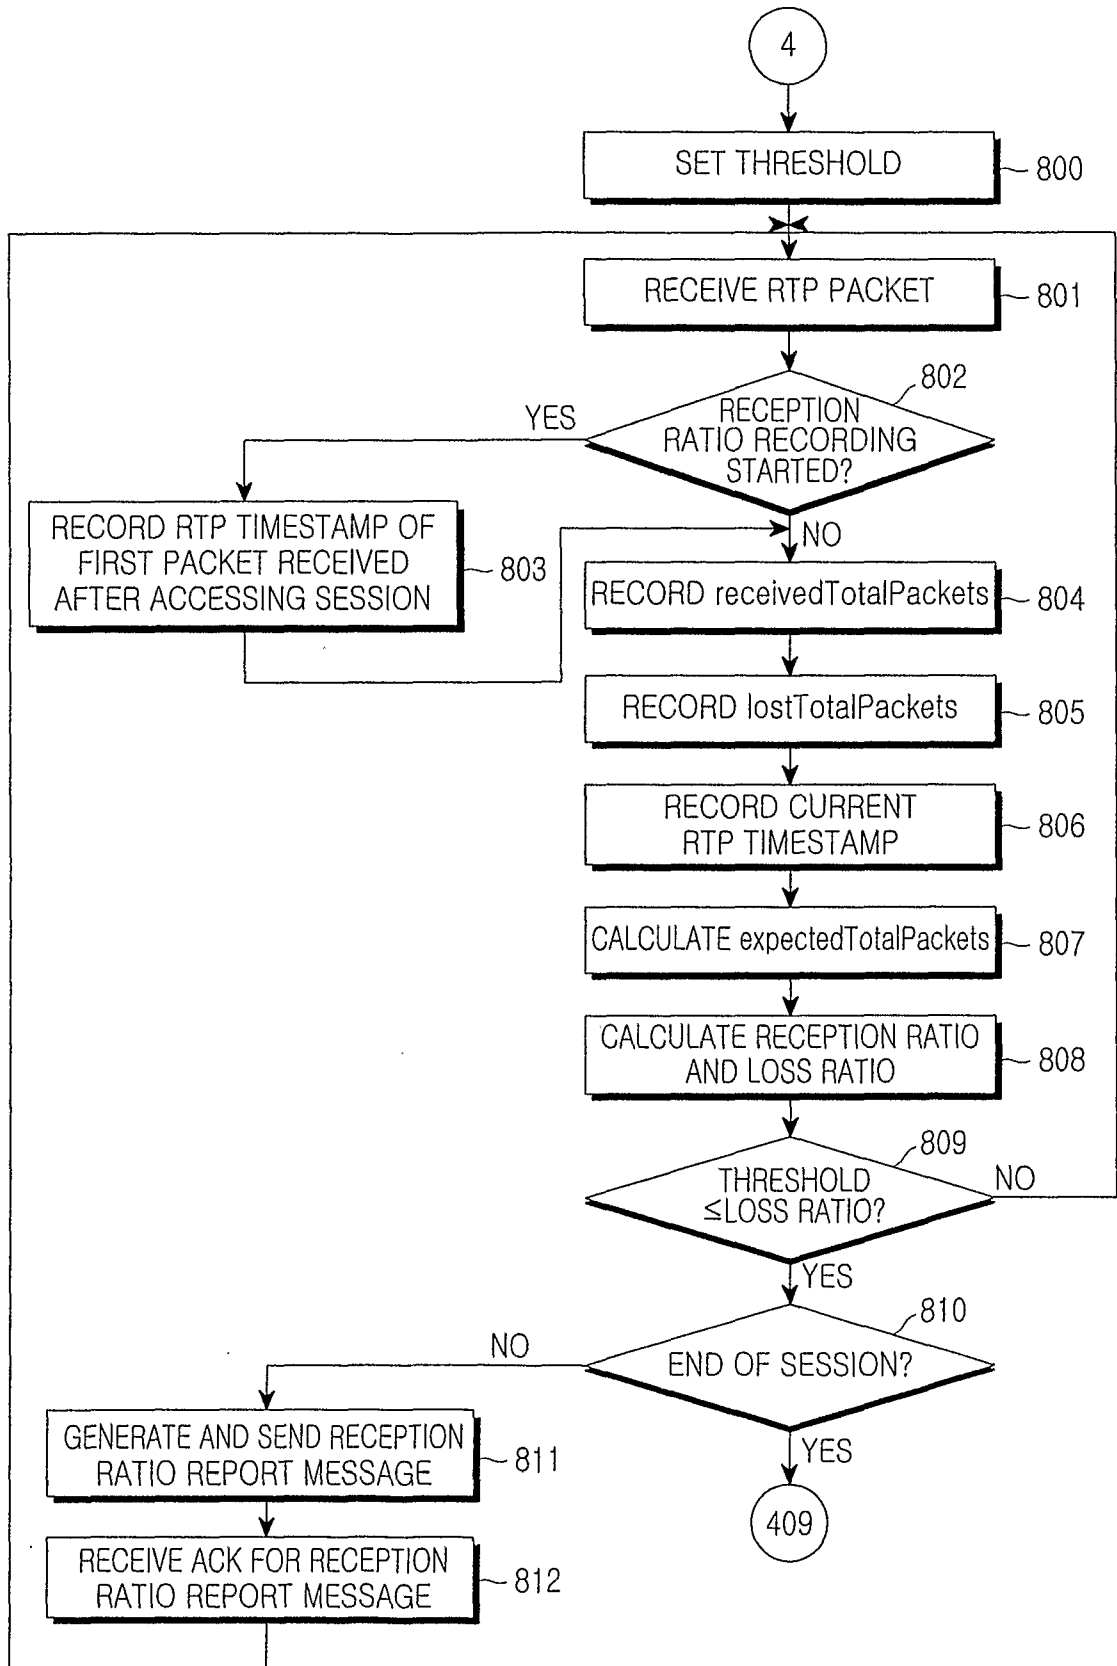 4
SET THRESHOLD
800
RECEIVE RTP PACKET
801
802
RECEPTION
RATIO RECORDING
STARTED?
YES
NO
RECORD RTP TIMESTAMP OF
FIRST PACKET RECEIVED
AFTER ACCESSING SESSION
803
RECORD receivedTotalPackets
804
RECORD lostTotalPackets
805
RECORD CURRENT
RTP TIMESTAMP
806
CALCULATE expectedTotalPackets
807
CALCULATE RECEPTION RATIO
AND LOSS RATIO
808
809
THRESHOLD
≤LOSS RATIO?
NO
YES
810
END OF SESSION?
NO
YES
GENERATE AND SEND RECEPTION
RATIO REPORT MESSAGE
811
409
RECEIVE ACK FOR RECEPTION
RATIO REPORT MESSAGE
812